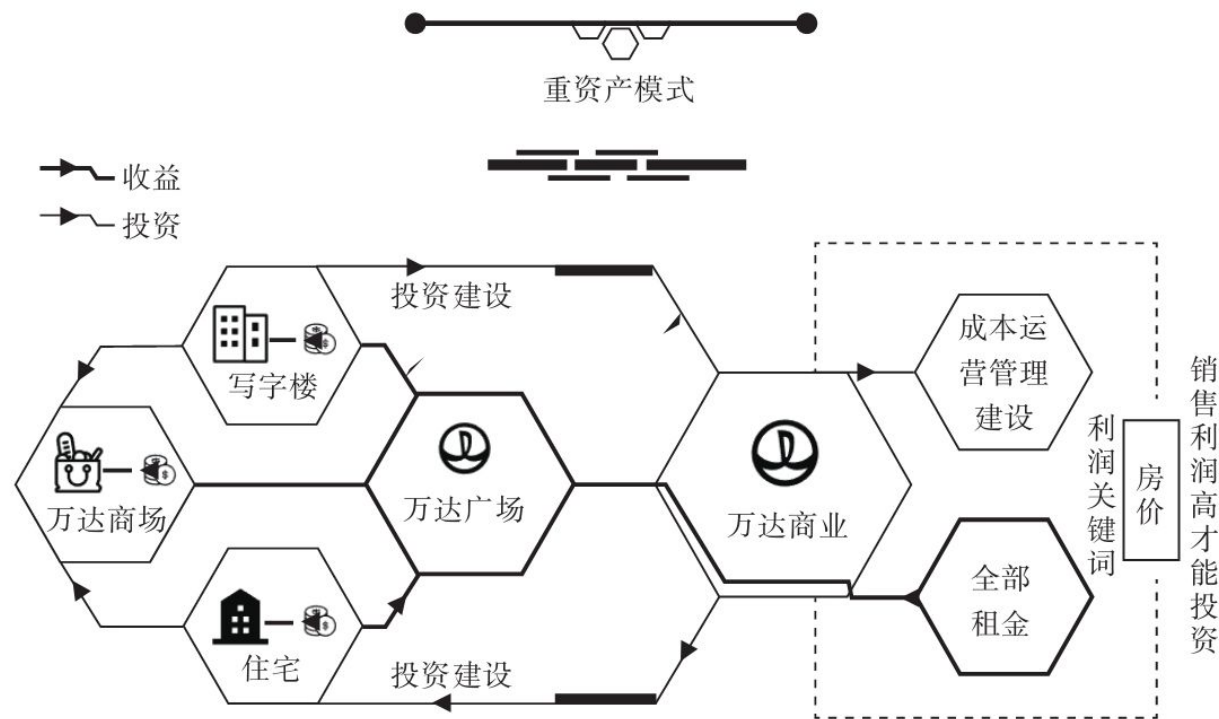 重资产模式
收益
投资
投资建设
写字楼
万达商场
住宅
投资建设
万达广场
万达商业
成本运
营管理
建设
全部
租金
利润关键词
房价
销售利润高才能投资